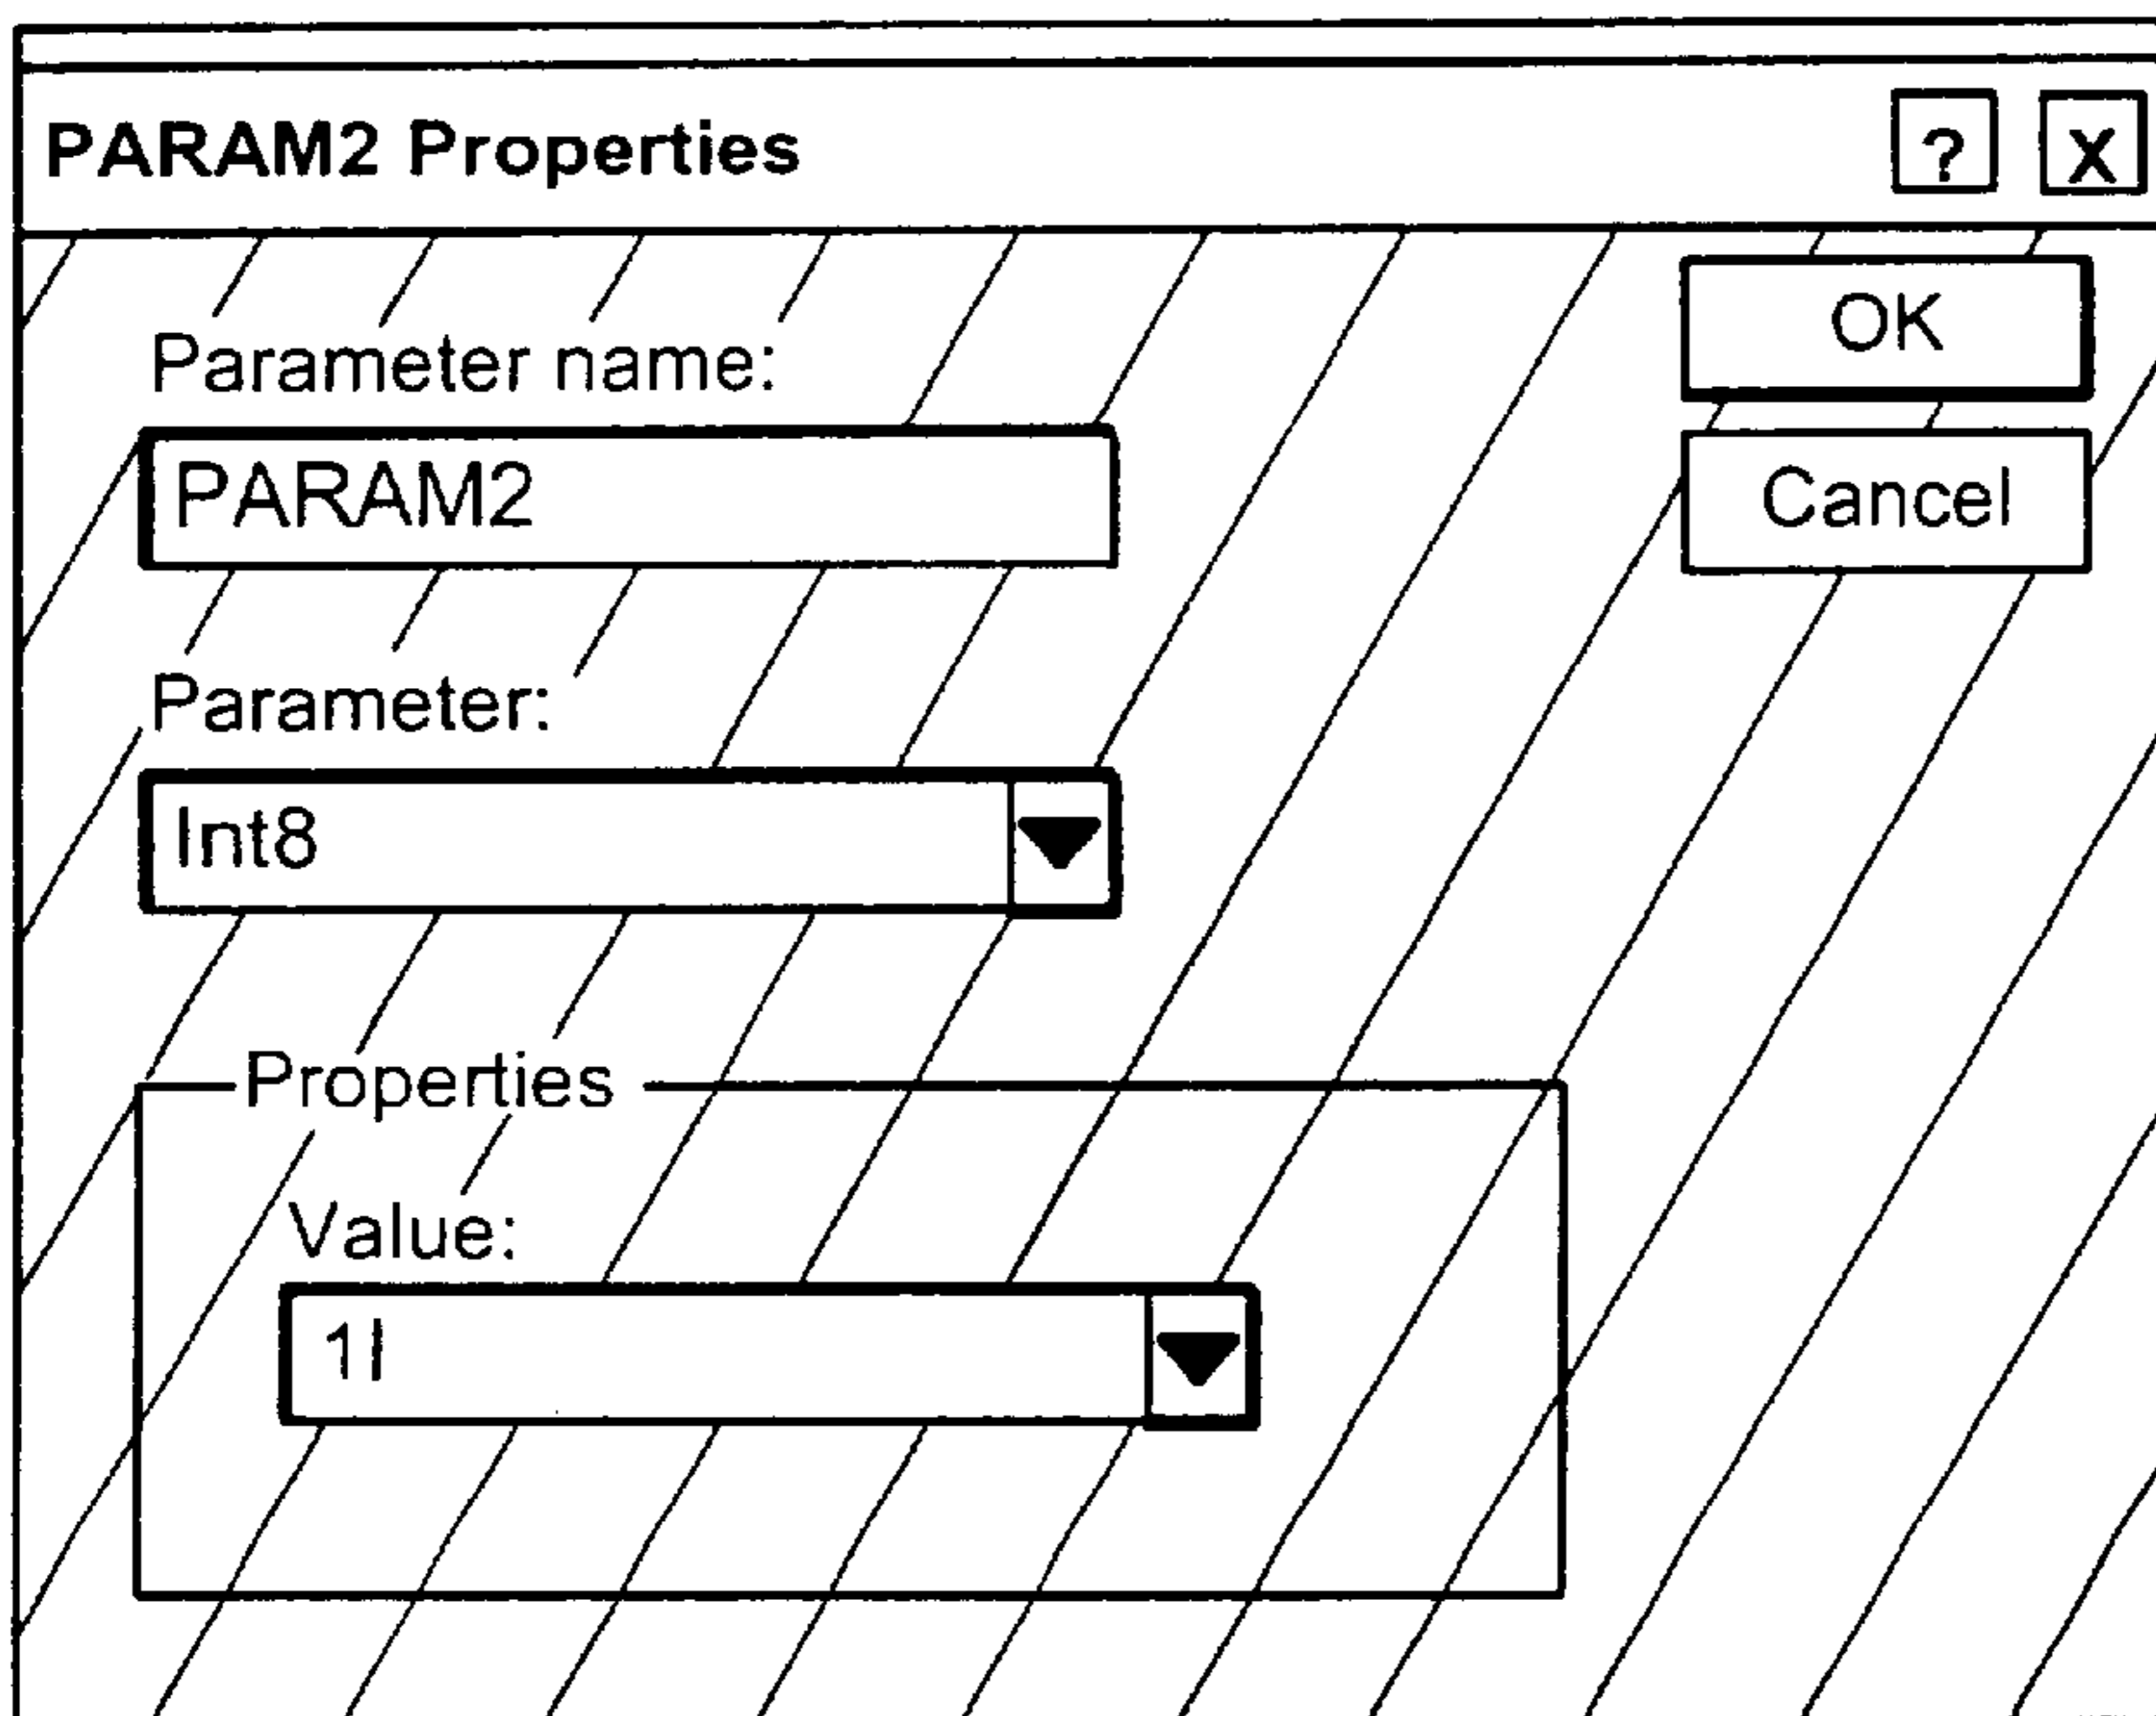 PARAM2 Properties ? X
OK
Parameter name:
PARAM2
Cancel
Parameter:
Int8
Properties
Value:
1|